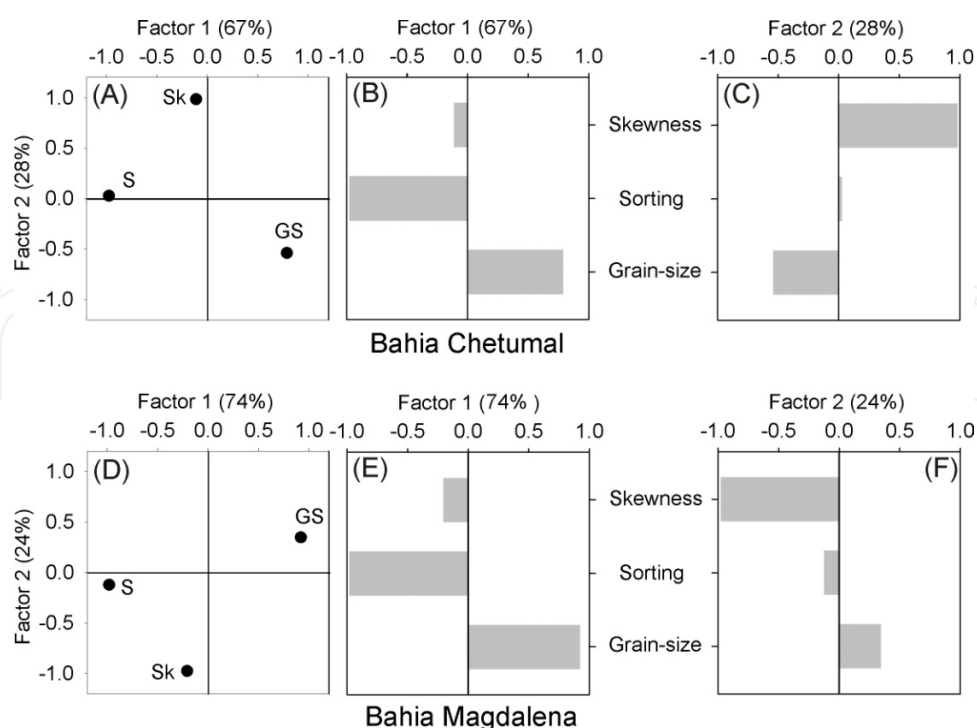 Factor 1 (67%)
-1.0 -0.5 0.0 0.5 1.0
Factor 1 (67%)
-1.0 -0.5 0.0 0.5 1.0
Factor 2 (28%)
-1.0 -0.5 0.0 0.5 1.0
Factor 2 (28%)
1.0
0.5
0.0
-0.5
-1.0
(A)
Sk
S
GS
(B)
Skewness
Sorting
Grain-size
(C)
Bahia Chetumal
Factor 1 (74%)
-1.0 -0.5 0.0 0.5 1.0
Factor 1 (74% )
-1.0 -0.5 0.0 0.5 1.0
Factor 2 (24%)
-1.0 -0.5 0.0 0.5 1.0
Factor 2 (24%)
1.0
0.5
0.0
-0.5
-1.0
(D)
GS
S
Sk
(E)
Skewness
Sorting
Grain-size
(F)
Bahia Magdalena